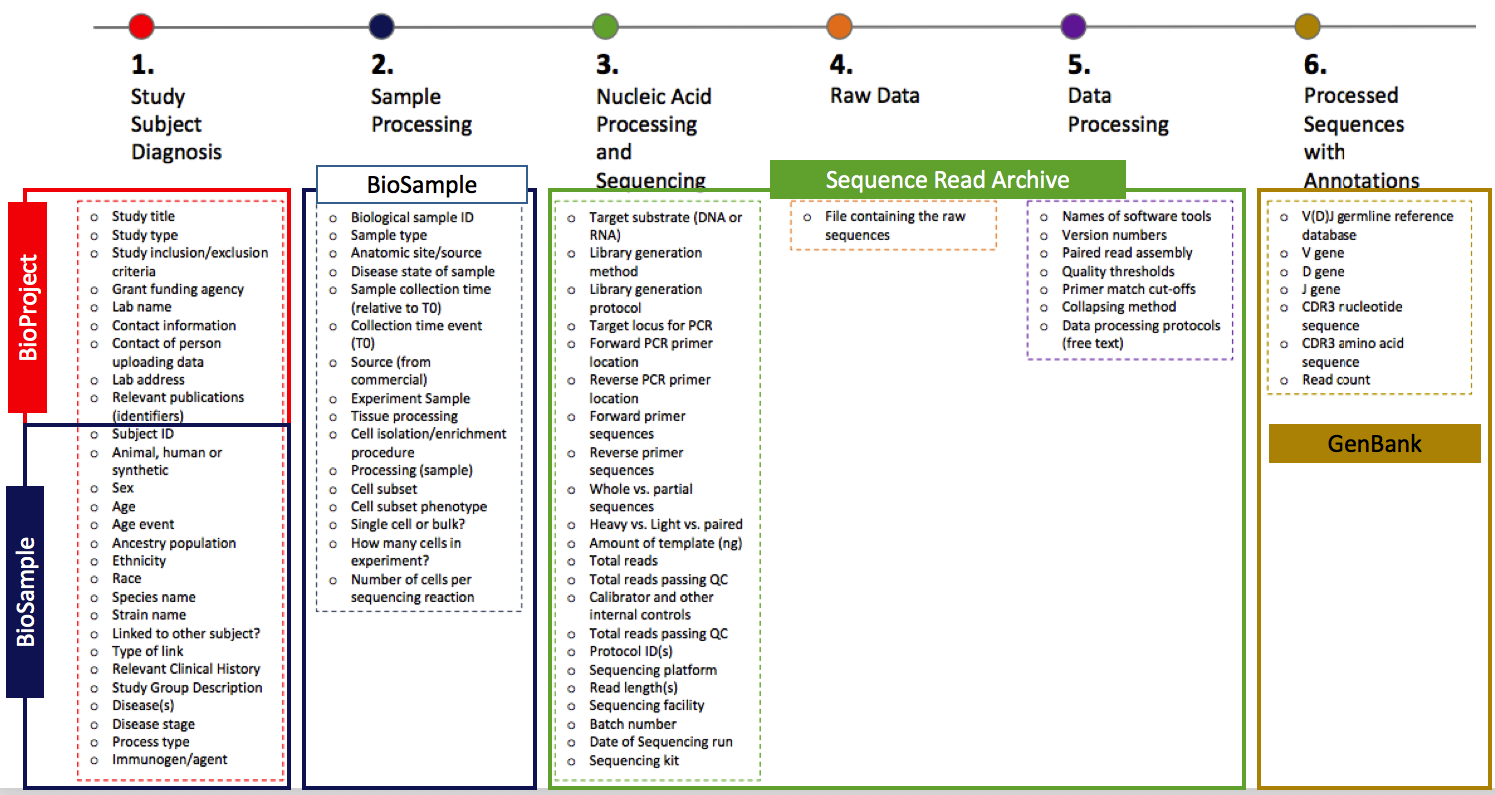 1.
Study
Subject
Diagnosis
2.
Sample
Processing
3.
Nucleic Acid
Processing
and
Sequencing
4.
Raw Data
5.
Data
Processing
6.
Processed
Sequences
with
Annotations
BioProject
Study title
Study type
Study inclusion/exclusion
criteria
Grant funding agency
Lab name
Contact information
Contact of person
uploading data
Lab address
Relevant publications
(identifiers)
BioSample
Subject ID
Animal, human or
synthetic
Sex
Age
Age event
Ancestry population
Ethnicity
Race
Species name
Strain name
Linked to other subject?
Type of link
Relevant Clinical History
Study Group Description
Disease(s)
Disease stage
Process type
Immunogen/agent
BioSample
Biological sample ID
Sample type
Anatomic site/source
Disease state of sample
Sample collection time
(relative to T0)
Collection time event
(T0)
Source (from
commercial)
Experiment Sample
Tissue processing
Cell isolation/enrichment
procedure
Processing (sample)
Cell subset
Cell subset phenotype
Single cell or bulk?
How many cells in
experiment?
Number of cells per
sequencing reaction
Sequence Read Archive
Target substrate (DNA or
RNA)
Library generation
method
Library generation
protocol
Target locus for PCR
Forward PCR primer
location
Reverse PCR primer
location
Forward primer
sequences
Reverse primer
sequences
Whole vs. partial
sequences
Heavy vs. Light vs. paired
Amount of template (ng)
Total reads
Total reads passing QC
Calibrator and other
internal controls
Total reads passing QC
Protocol ID(s)
Sequencing platform
Read length(s)
Sequencing facility
Batch number
Date of Sequencing run
Sequencing kit
File containing the raw
sequences
Names of software tools
Version numbers
Paired read assembly
Quality thresholds
Primer match cut-offs
Collapsing method
Data processing protocols
(free text)
V(D)J germline reference
database
V gene
D gene
J gene
CDR3 nucleotide
sequence
CDR3 amino acid
sequence
Read count
GenBank